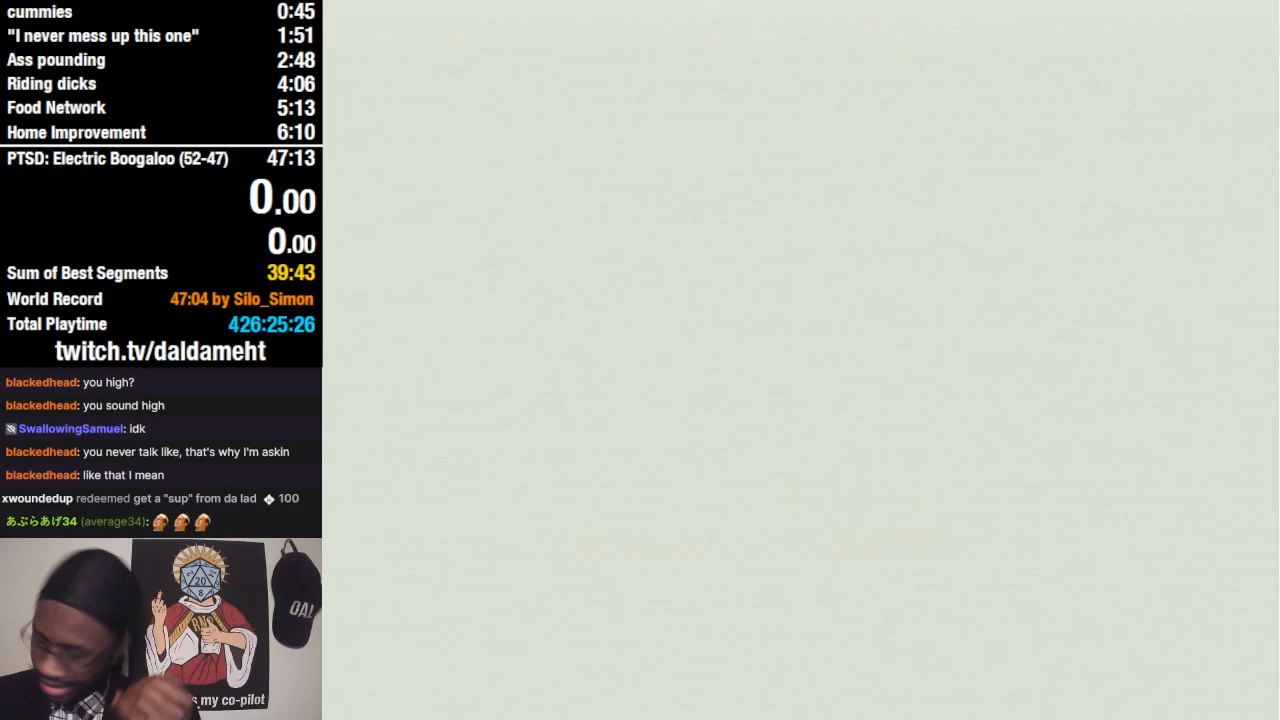 cummies 0:45
"I never mess up this one" 1:51
Ass pounding 2:48
Riding dicks 4:06
Food Network 5:13
Home Improvement 6:10
PTSD: Electric Boogaloo (52-47) 47:13
0.00
0.00
Sum of Best Segments 39:43
World Record 47:04 by Silo_Simon
Total Playtime 426:25:26
twitch.tv/daldameht
blackedhead: you high?
blackedhead: you sound high
SwallowingSamuel: idk
blackedhead: you never talk like, that's why I'm askin
blackedhead: like that I mean
xwoundedup redeemed get a "sup" from da lad 100
あぶらあげ34 (average34):
20
8
RNG
DAL
my co-pilot